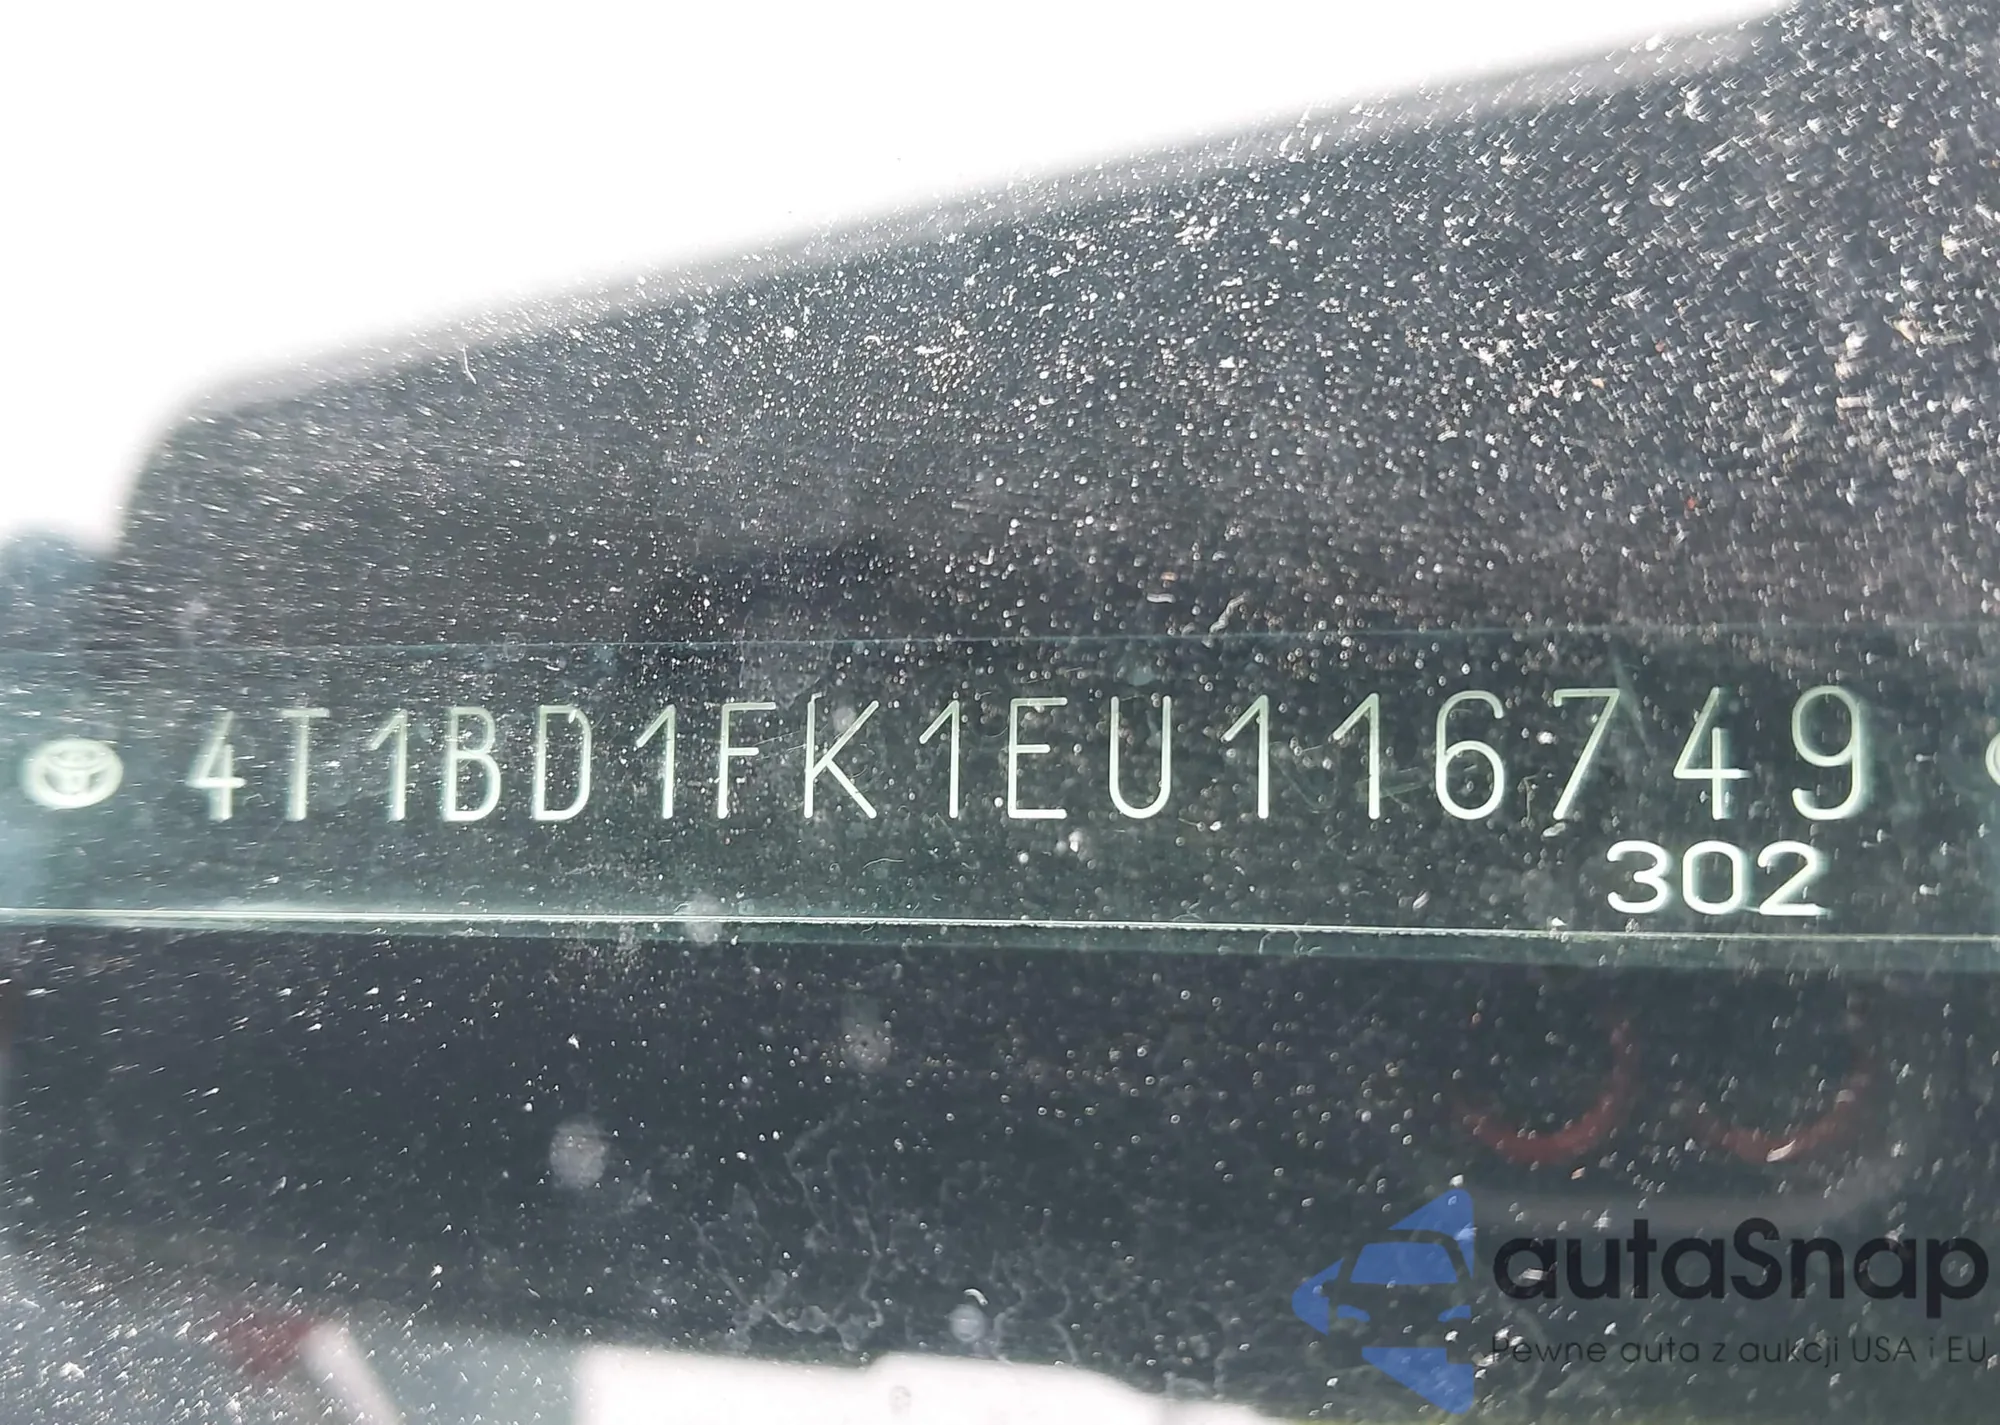 4T1BD1FK1EU116749
302
autaSnap
Pewne auta z aukcji USA i EU